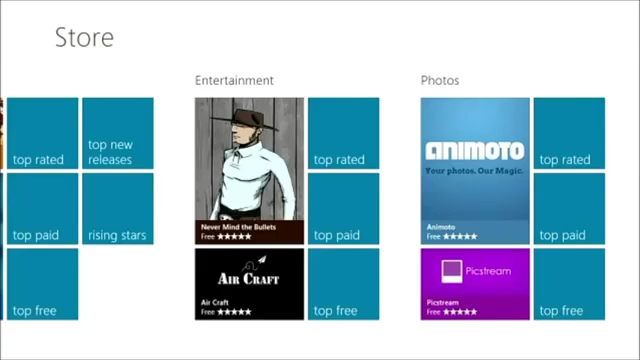 Store
top rated
top new
releases
top paid
rising stars
top free
Entertainment
Never Mind the Bullets
Free
top rated
top paid
AIR CRAFT
Air Craft
Free
top free
Photos
ANIMOTO
Your photos. Our Magic.
Animoto
Free
top rated
top paid
Picstream
Picstream
Free
top free